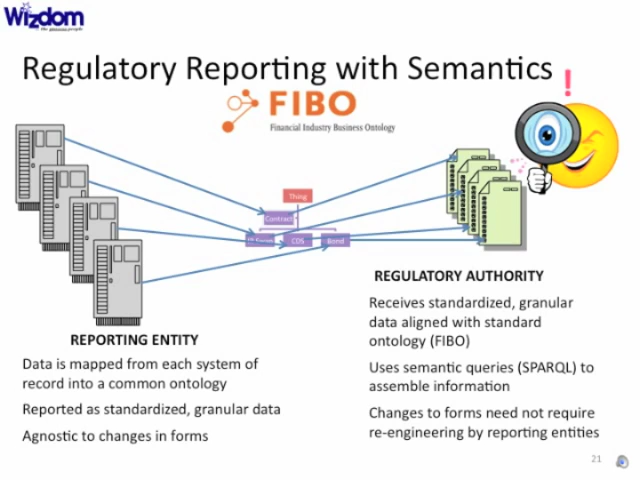 Wizdom
Regulatory Reporting with Semantics
!
FIBO
Financial Industry Business Ontology
Thing
Contract
CDS
Bond
REGULATORY AUTHORITY
Receives standardized, granular
data aligned with standard
ontology (FIBO)
Uses semantic queries (SPARQL) to
assemble information
Changes to forms need not require
re-engineering by reporting entities
REPORTING ENTITY
Data is mapped from each system of
record into a common ontology
Reported as standardized, granular data
Agnostic to changes in forms
21